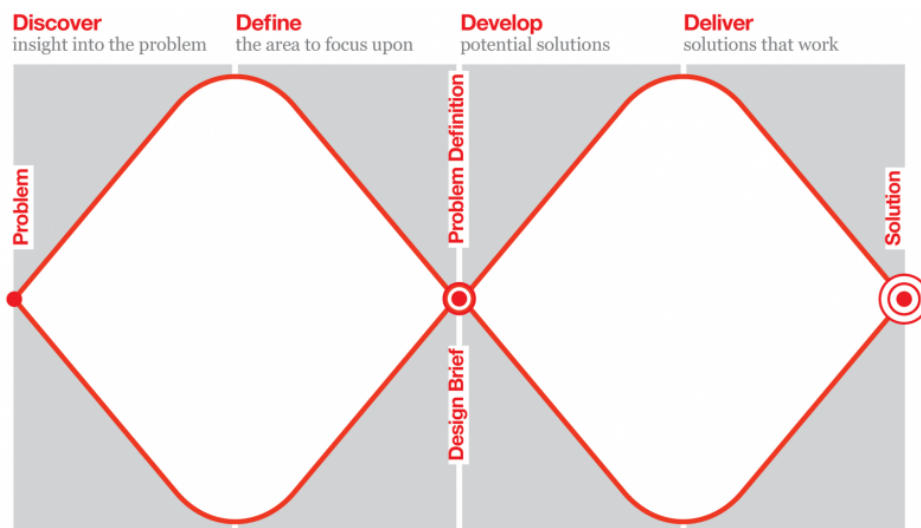 Discover
insight into the problem
Define
the area to focus upon
Develop
potential solutions
Deliver
solutions that work
Problem
Problem Definition
Design Brief
Solution